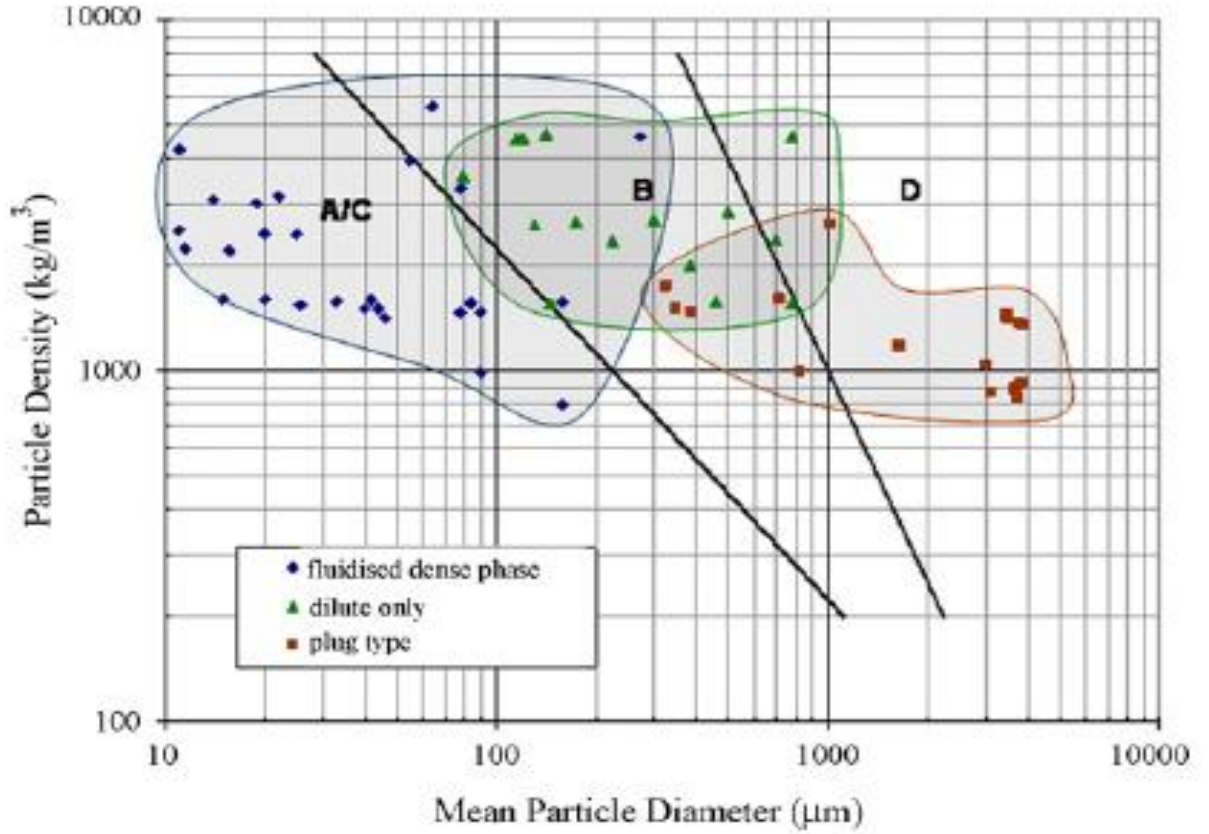 10000
Particle Density (kg/m³)
A/C
B
D
1000
fluidised dense phase
dilute only
plug type
100
10
100
1000
10000
Mean Particle Diameter (μm)